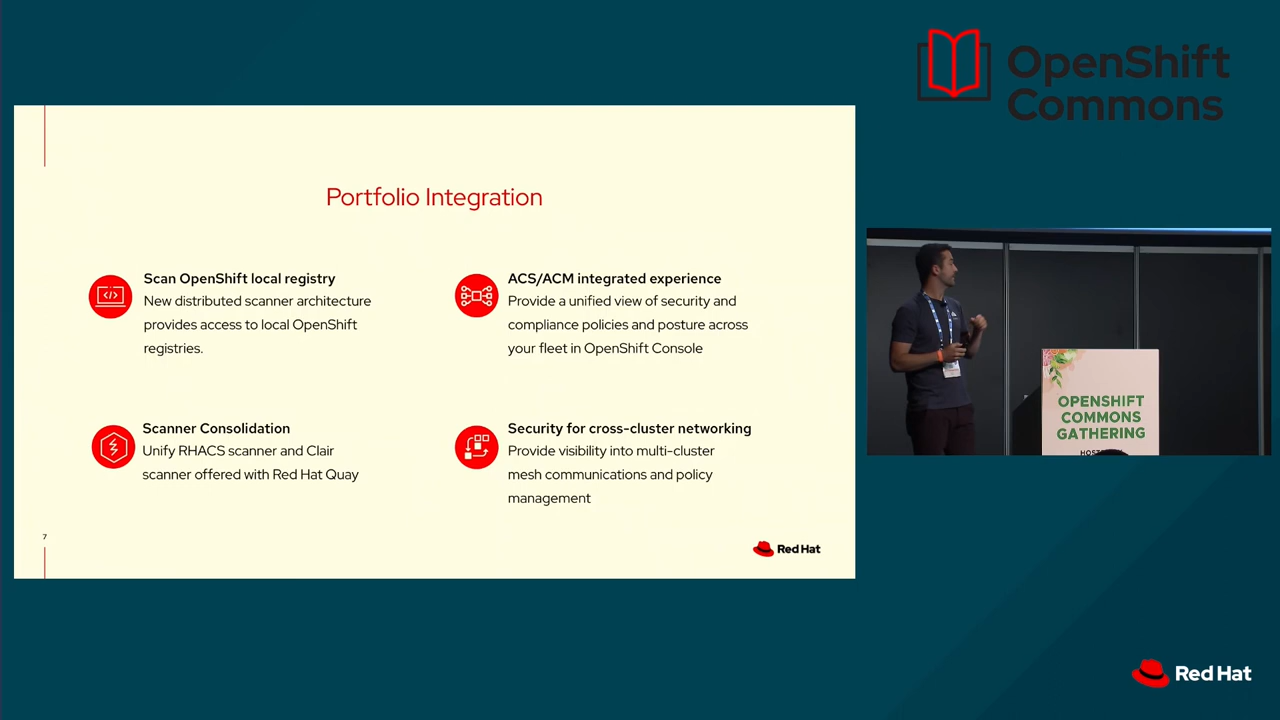 OpenShift
Commons
Portfolio Integration
Scan OpenShift local registry
New distributed scanner architecture
provides access to local OpenShift
registries.
ACS/ACM integrated experience
Provide a unified view of security and
compliance policies and posture across
your fleet in OpenShift Console
Scanner Consolidation
Unify RHACS scanner and Clair
scanner offered with Red Hat Quay
Security for cross-cluster networking
Provide visibility into multi-cluster
mesh communications and policy
management
7
Red Hat
OPENSHIFT
COMMONS
GATHERING
Red Hat